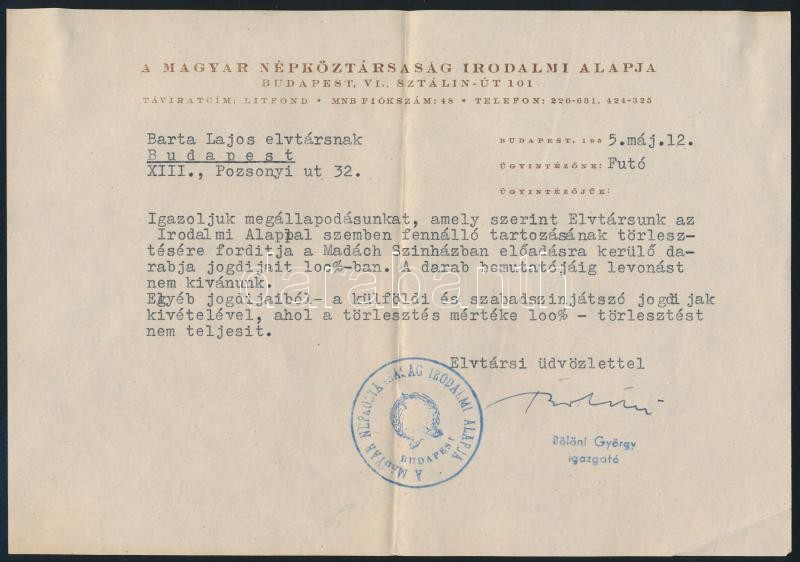 A MAGYAR NÉPKÖZTÁRSASÁG IRODALMI ALAPJA
BUDAPEST, VI., SZTÁLIN-ÚT 101
TÁVIRATCÍM: LITFOND * MNB FIÓKSZÁM: 48 * TELEFON: 220-631, 424-325
Barta Lajos elvtársnak
Budapest
XIII., Pozsonyi ut 32.
BUDAPEST, 195 5.máj.12.
ÜGYINTÉZŐNK: Futó
ÜGYINTÉZŐJÜK:
Igazoljuk megállapodásunkat, amely szerint Elvtársunk az
Irodalmi Alappal szemben fennálló tartozásának törlesz-
tésére forditja a Madách Szinházban előadásra kerülő da-
rabja jogdijait loo%-ban. A darab bemutatójáig levonást
nem kivánunk.
Egyéb jogdijaiból- a külföldi és szabadszinjátszó jogdijak
kivételével, ahol a törlesztés mértéke loo% - törlesztést
nem teljesit.
Elvtársi üdvözlettel
A MAGYAR NÉPKÖZTÁRSASÁG IRODALMI ALAPJA
BUDAPEST
Bölöni György
igazgató
darabanth